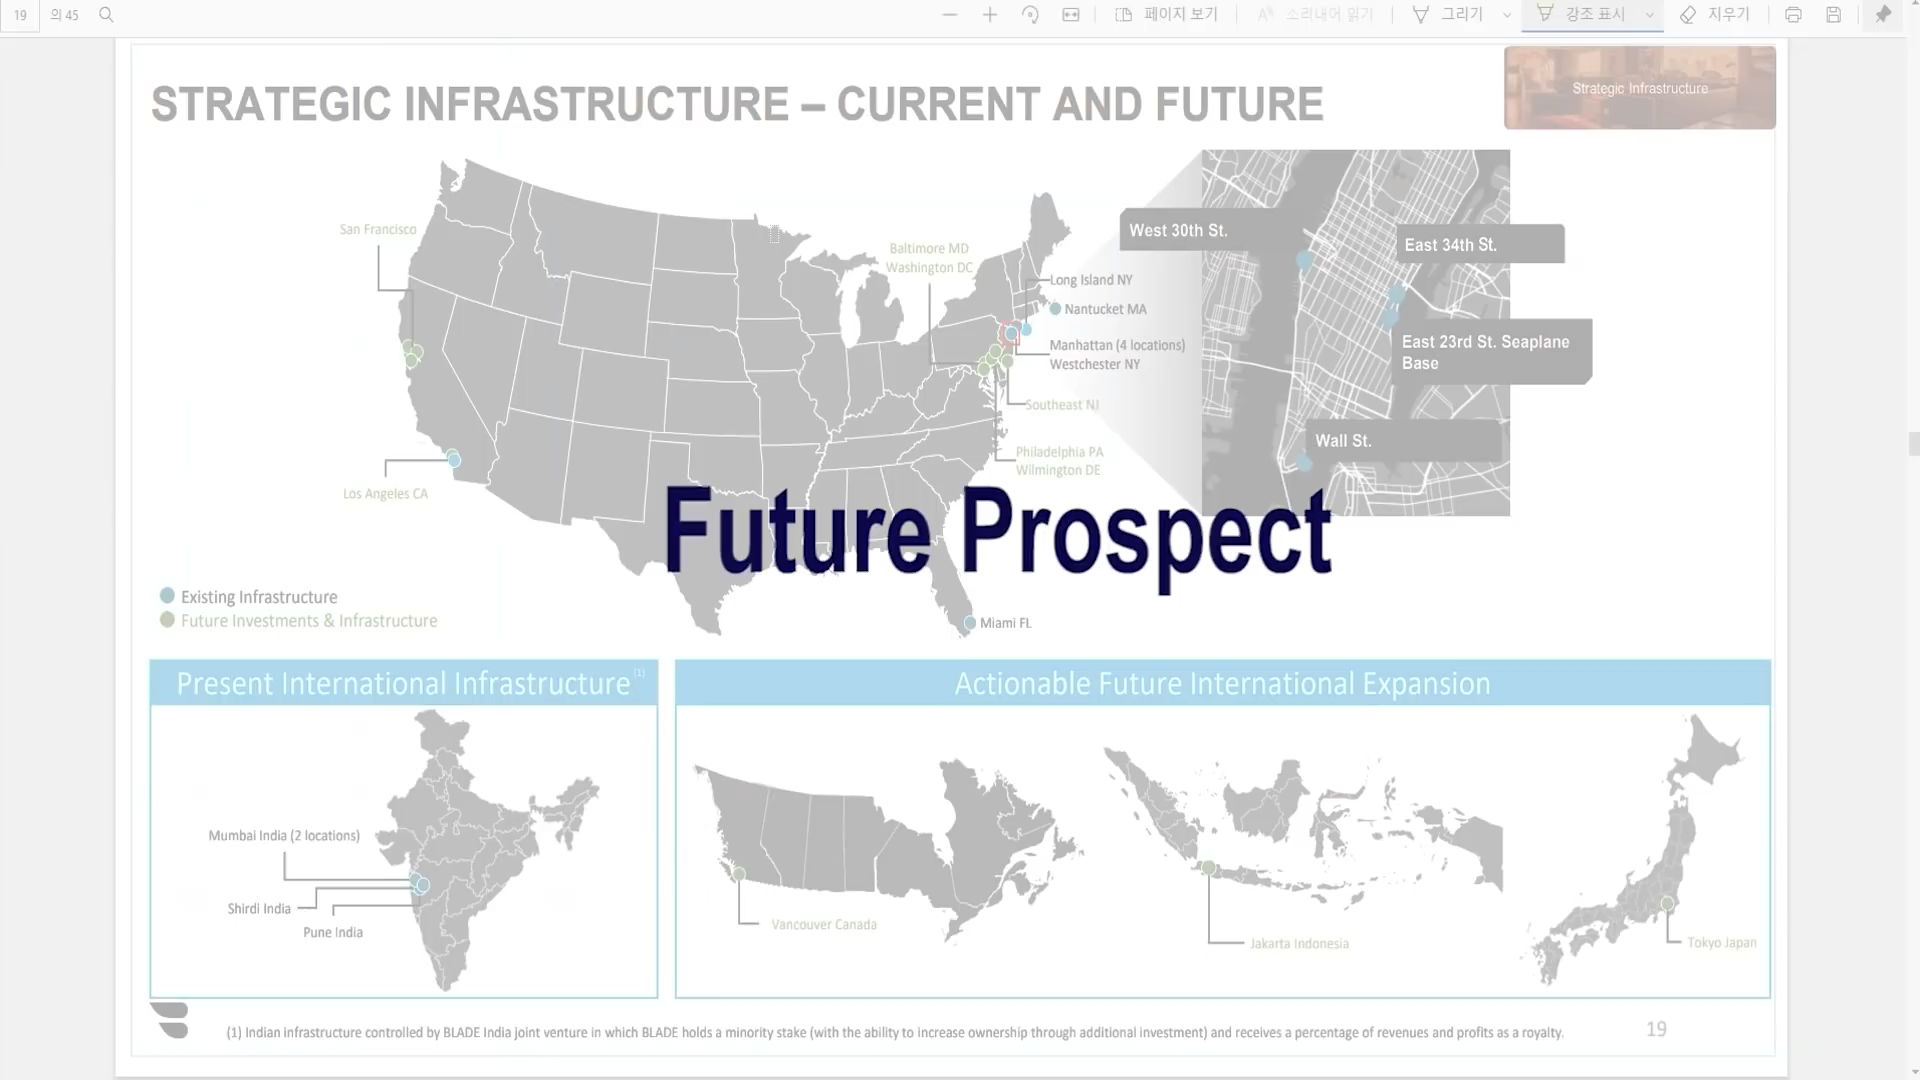 19
의 45
페이지 보기
소리내어 읽기
그리기
강조 표시
지우기
STRATEGIC INFRASTRUCTURE – CURRENT AND FUTURE
Strategic Infrastructure
San Francisco
Baltimore MD
Washington DC
Long Island NY
Nantucket MA
Manhattan (4 locations)
Westchester NY
Southeast NJ
Philadelphia PA
Wilmington DE
Los Angeles CA
Miami FL
West 30th St.
East 34th St.
East 23rd St. Seaplane
Base
Wall St.
Future Prospect
Existing Infrastructure
Future Investments & Infrastructure
Present International Infrastructure (1)
Mumbai India (2 locations)
Shirdi India
Pune India
Actionable Future International Expansion
Vancouver Canada
Jakarta Indonesia
Tokyo Japan
(1) Indian infrastructure controlled by BLADE India joint venture in which BLADE holds a minority stake (with the ability to increase ownership through additional investment) and receives a percentage of revenues and profits as a royalty.
19